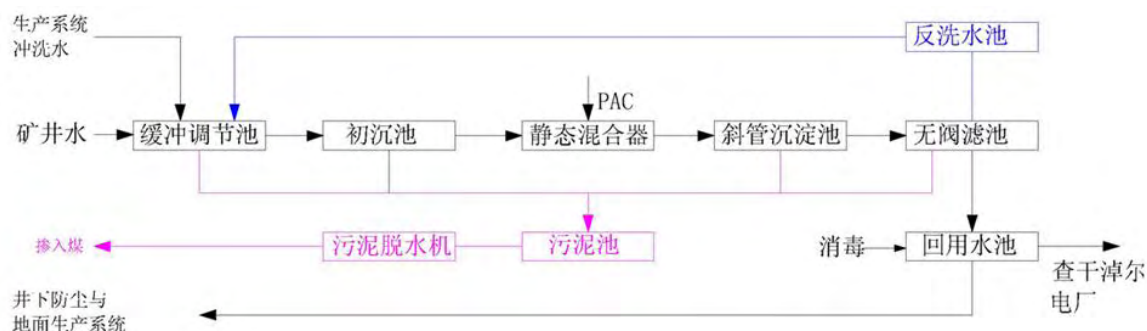 生产系统
冲洗水
反洗水池
PAC
矿井水
缓冲调节池
初沉池
静态混合器
斜管沉淀池
无阀滤池
掺入煤
污泥脱水机
污泥池
消毒
回用水池
查干淖尔
电厂
井下防尘与
地面生产系统